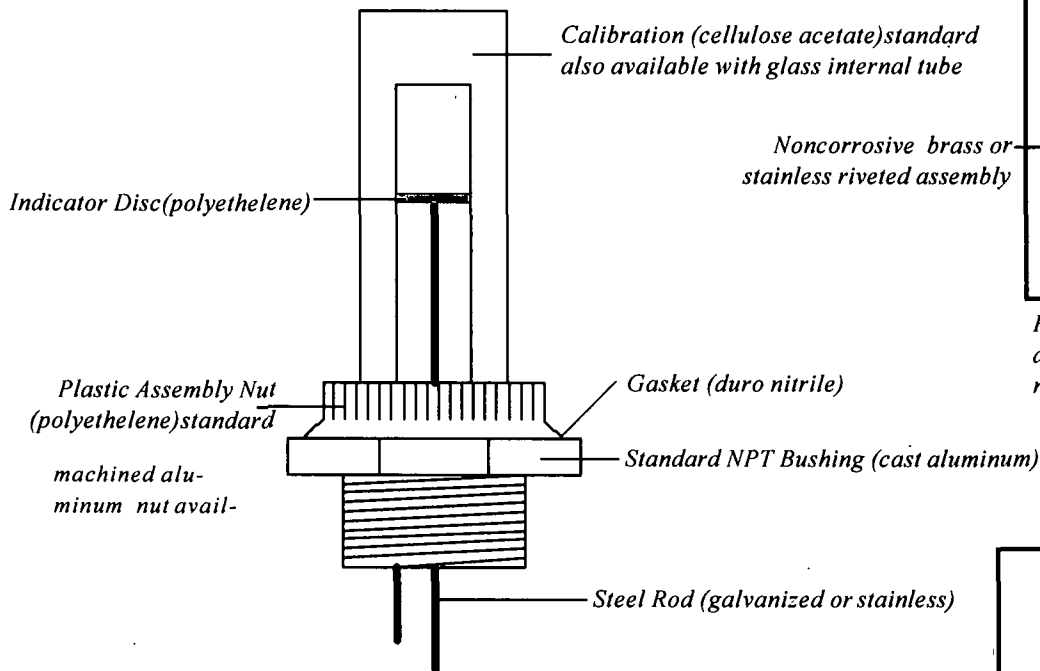 Calibration (cellulose acetate)standard
also available with glass internal tube
Noncorrosive brass or
stainless riveted assembly
Indicator Disc(polyethelene)
Plastic Assembly Nut
(polyethelene)standard
machined alu-
minum nut avail-
Gasket (duro nitrile)
Standard NPT Bushing (cast aluminum)
Steel Rod (galvanized or stainless)